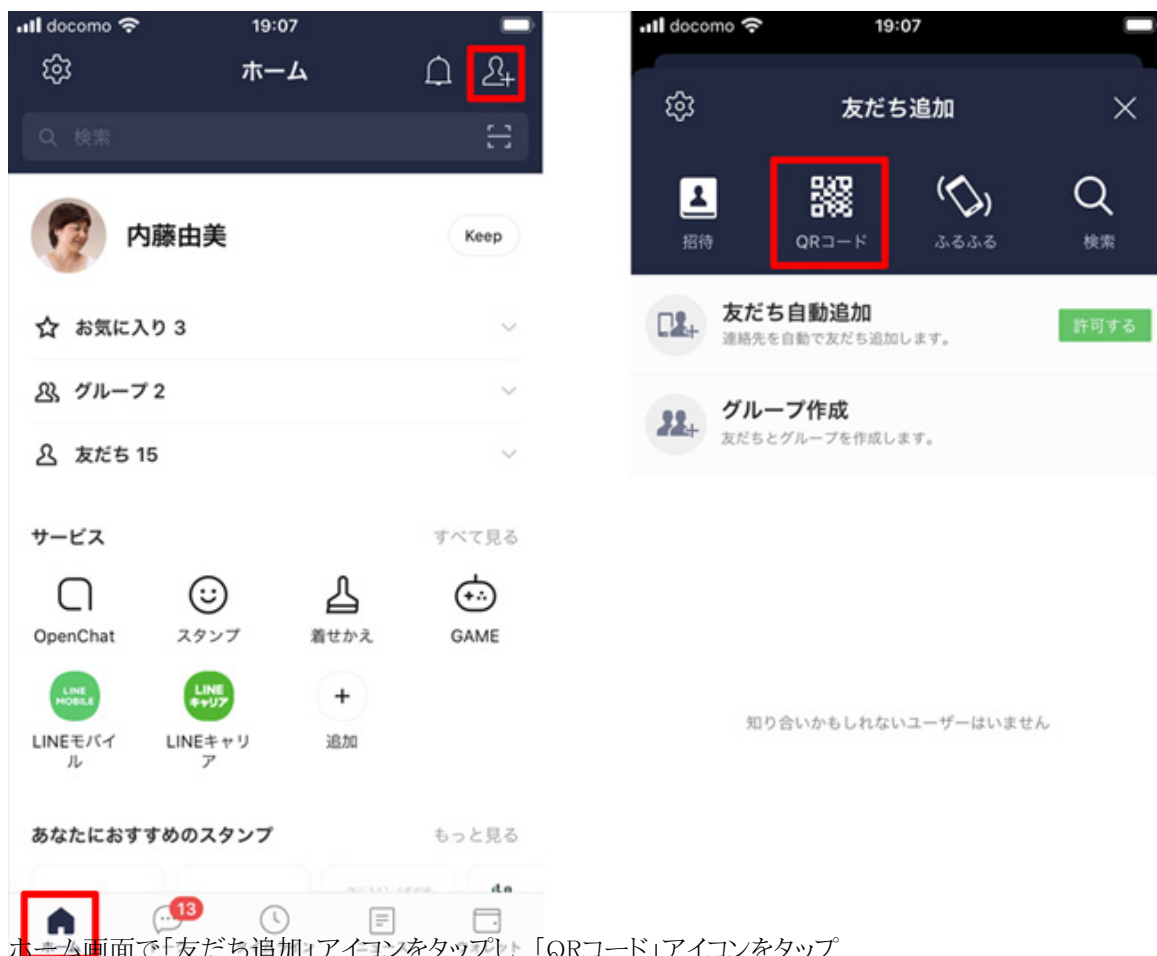 docomo 19:07
ホーム
検索
内藤由美 Keep
お気に入り 3
グループ 2
友だち 15
サービス すべて見る
OpenChat スタンプ 着せかえ GAME
LINE MOBILE LINE キャリア +
LINEモバイ LINEキャリ 追加
ル ア
あなたにおすすめのスタンプ もっと見る
13
docomo 19:07
友だち追加
招待 QRコード ふるふる 検索
友だち自動追加
連絡先を自動で友だち追加します。
許可する
グループ作成
友だちとグループを作成します。
知り合いかもしれないユーザーはいません
ホーム画面で「友だち追加」アイコンをタップし、「QRコード」アイコンをタップ